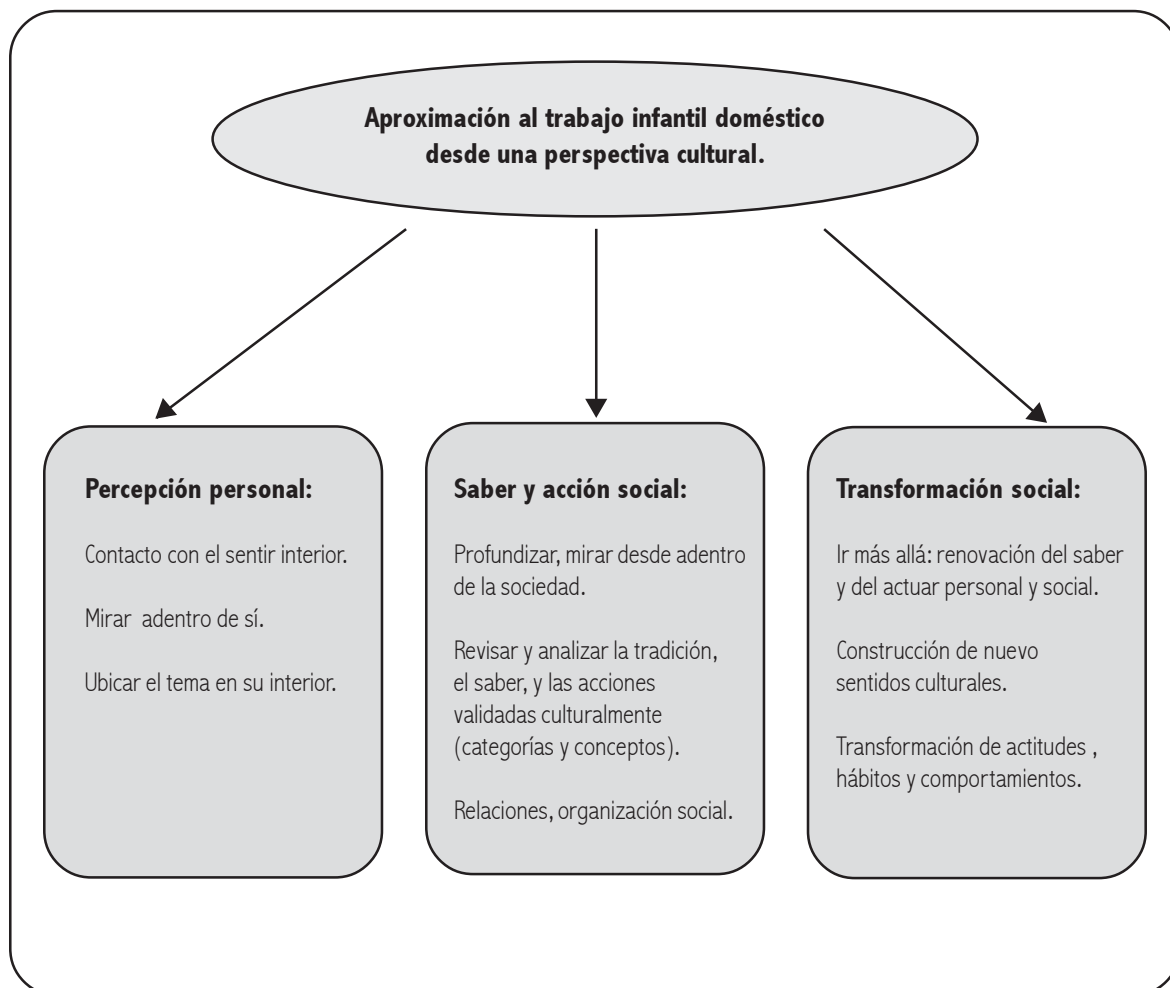 Aproximación al trabajo infantil doméstico
desde una perspectiva cultural.
Percepción personal:
Contacto con el sentir interior.
Mirar adentro de sí.
Ubicar el tema en su interior.
Saber y acción social:
Profundizar, mirar desde adentro
de la sociedad.
Revisar y analizar la tradición,
el saber, y las acciones
validadas culturalmente
(categorías y conceptos).
Relaciones, organización social.
Transformación social:
Ir más allá: renovación del saber
y del actuar personal y social.
Construcción de nuevo
sentidos culturales.
Transformación de actitudes ,
hábitos y comportamientos.